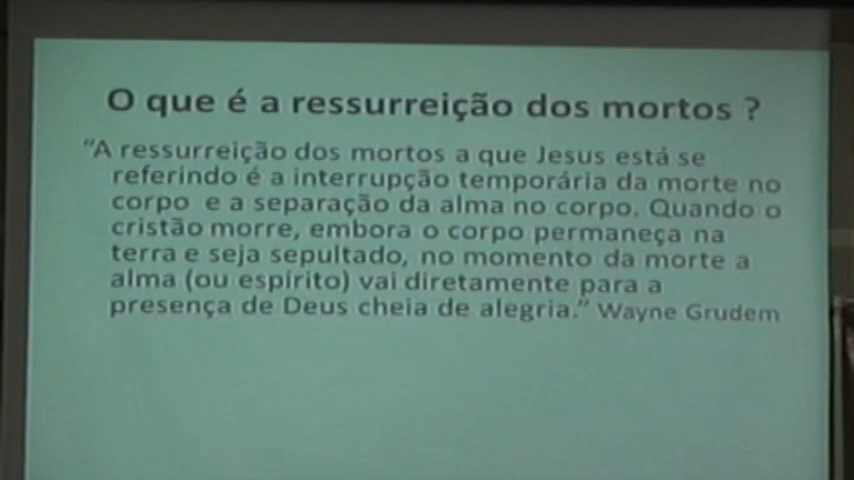 O que é a ressurreição dos mortos ?
“A ressurreição dos mortos a que Jesus está se
referindo é a interrupção temporária da morte no
corpo e a separação da alma no corpo. Quando o
cristão morre, embora o corpo permaneça na
terra e seja sepultado, no momento da morte a
alma (ou espírito) vai diretamente para a
presença de Deus cheia de alegria.” Wayne Grudem